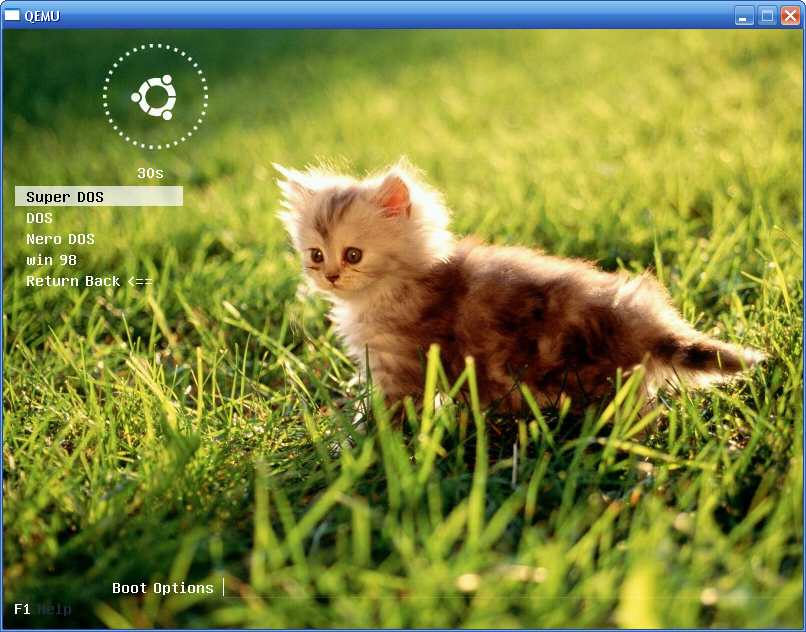 QEMU
30s
Super DOS
DOS
Nero DOS
win 98
Return Back <==
Boot Options
F1 Help